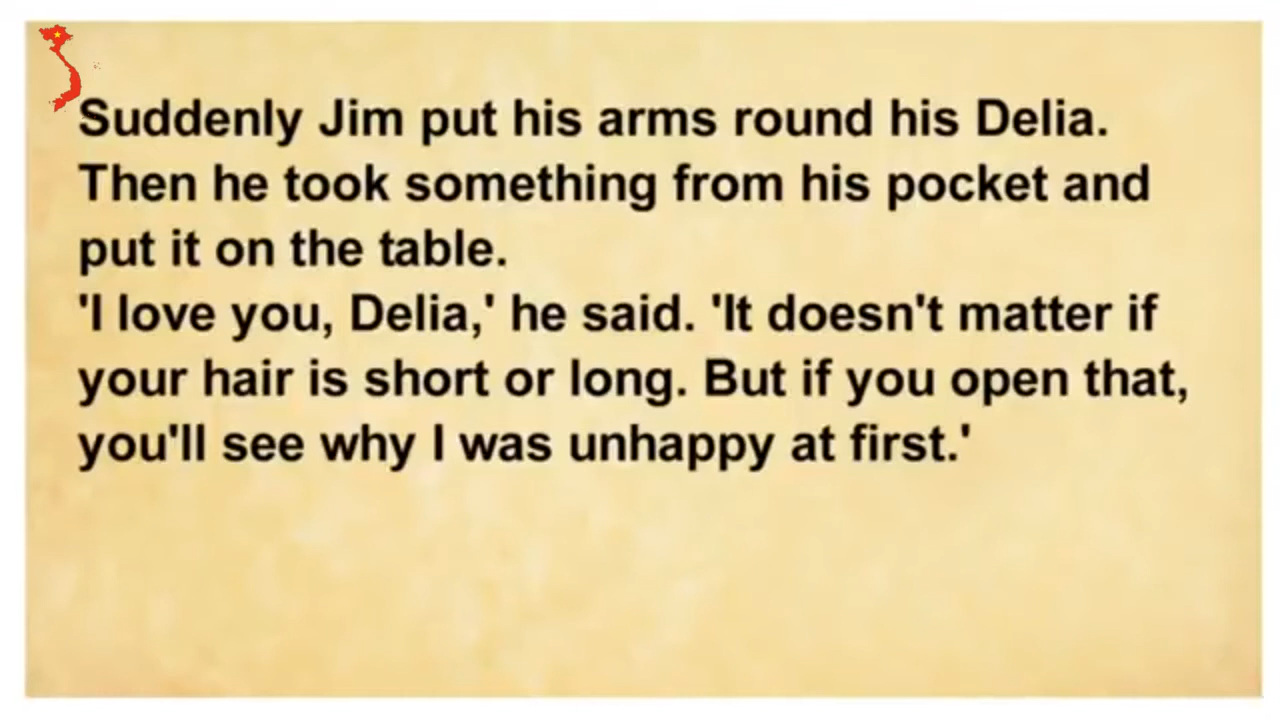 Suddenly Jim put his arms round his Delia.
Then he took something from his pocket and
put it on the table.
'I love you, Delia,' he said. 'It doesn't matter if
your hair is short or long. But if you open that,
you'll see why I was unhappy at first.'